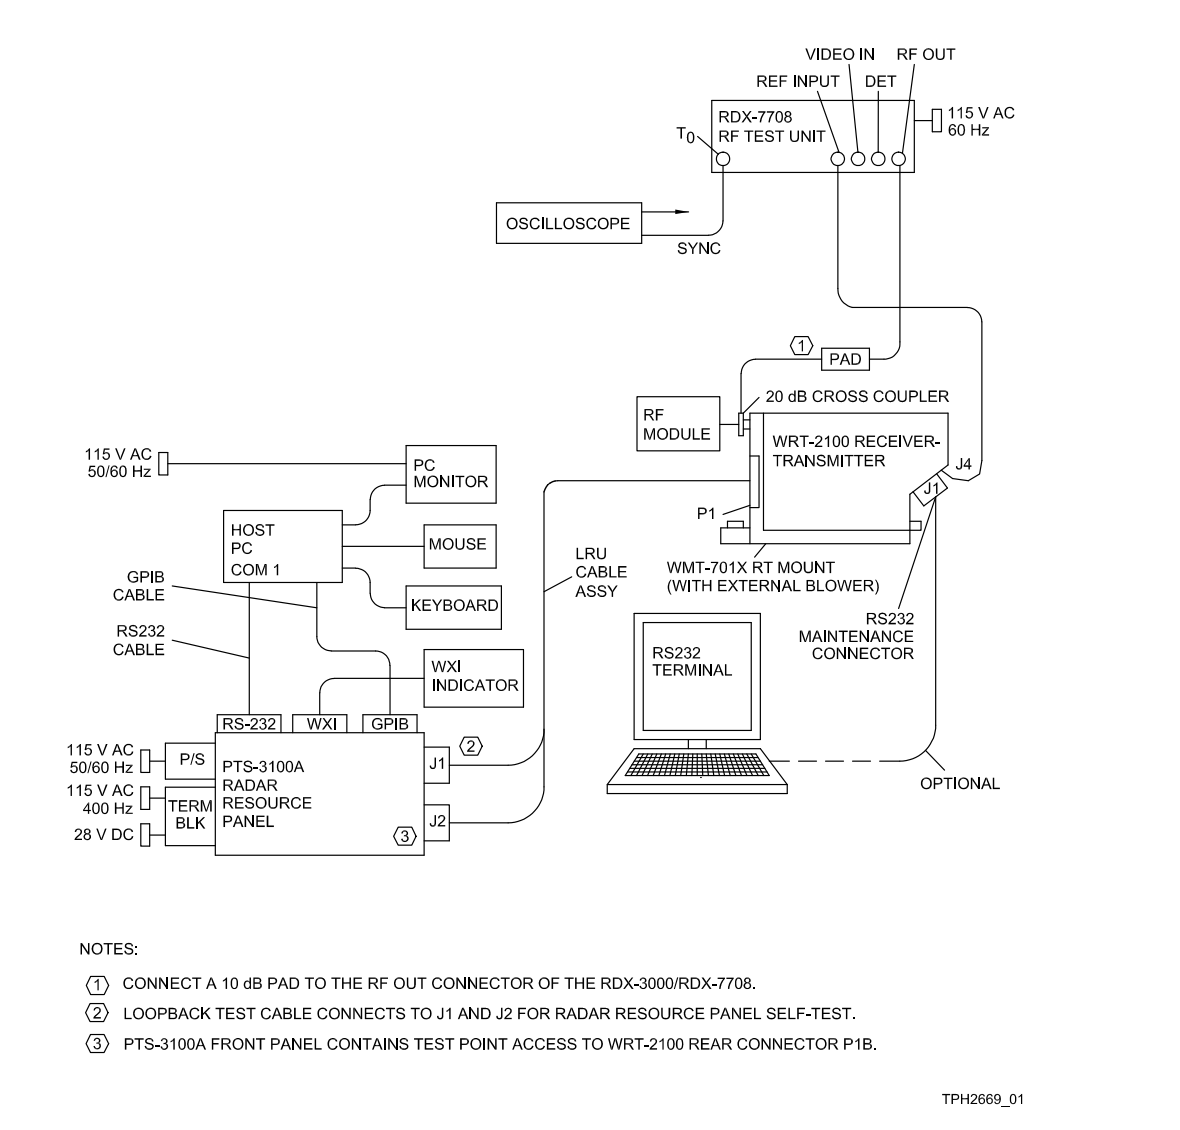 VIDEO IN
RF OUT
REF INPUT
DET
RDX-7708
RF TEST UNIT
T0
115 V AC
60 Hz
OSCILLOSCOPE
SYNC
1
PAD
20 dB CROSS COUPLER
RF
MODULE
WRT-2100 RECEIVER-
TRANSMITTER
J4
J1
P1
WMT-701X RT MOUNT
(WITH EXTERNAL BLOWER)
RS232
MAINTENANCE
CONNECTOR
115 V AC
50/60 Hz
PC
MONITOR
HOST
PC
COM 1
MOUSE
KEYBOARD
GPIB
CABLE
RS232
CABLE
LRU
CABLE
ASSY
WXI
INDICATOR
RS232
TERMINAL
OPTIONAL
RS-232
WXI
GPIB
115 V AC
50/60 Hz
P/S
115 V AC
400 Hz
28 V DC
TERM
BLK
PTS-3100A
RADAR
RESOURCE
PANEL
J1
2
J2
3
NOTES:
1 CONNECT A 10 dB PAD TO THE RF OUT CONNECTOR OF THE RDX-3000/RDX-7708.
2 LOOPBACK TEST CABLE CONNECTS TO J1 AND J2 FOR RADAR RESOURCE PANEL SELF-TEST.
3 PTS-3100A FRONT PANEL CONTAINS TEST POINT ACCESS TO WRT-2100 REAR CONNECTOR P1B.
TPH2669_01